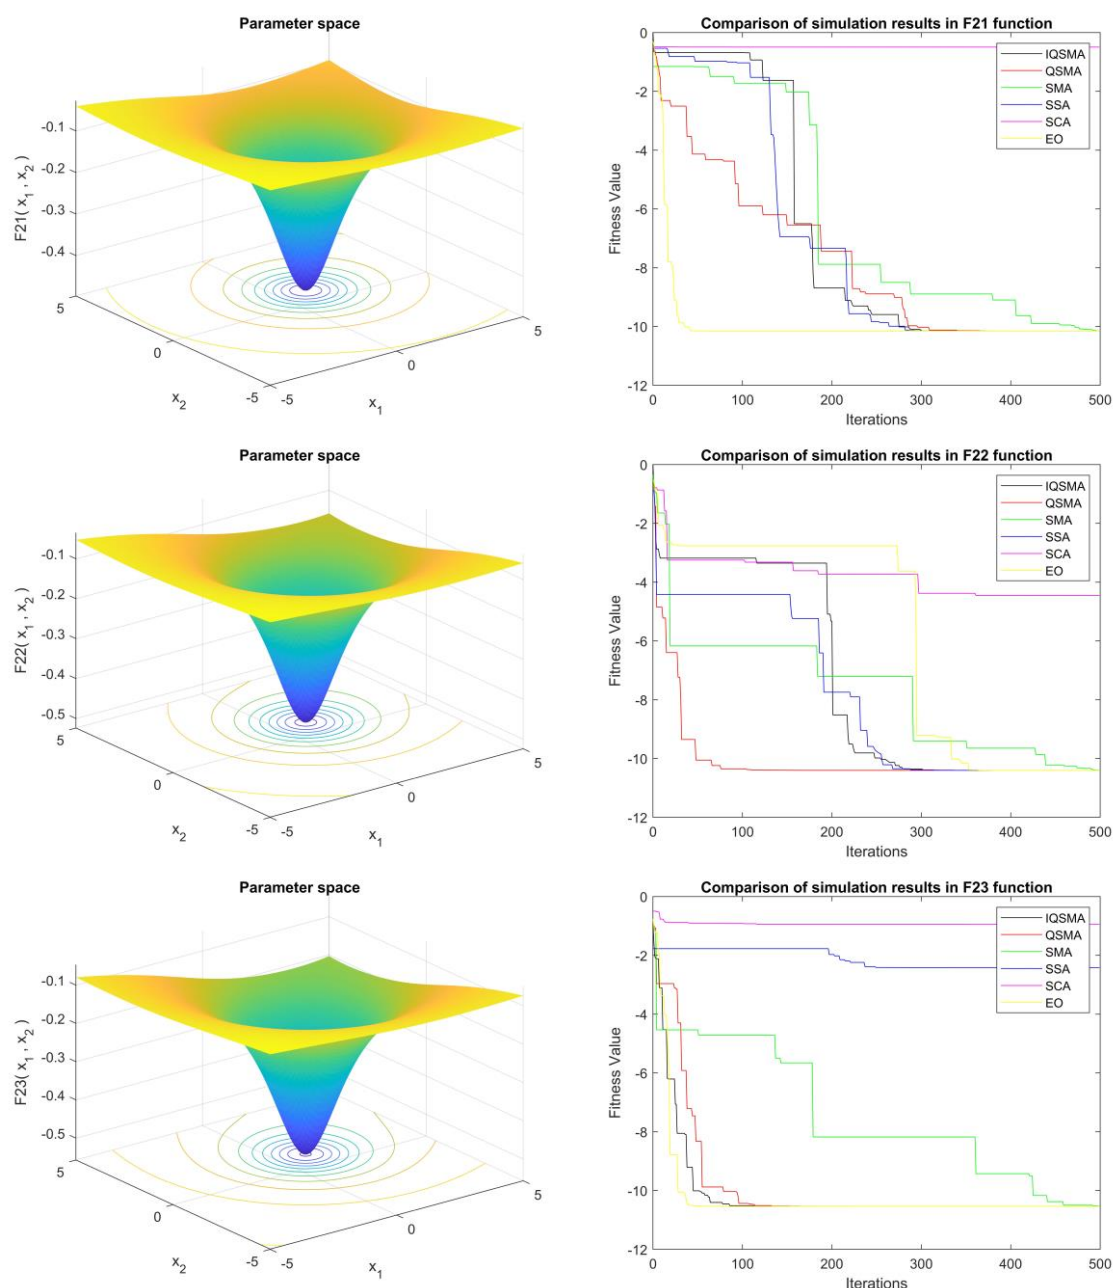 Parameter space
-0.1
-0.2
-0.3
-0.4
F21( x1 , x2 )
5
0
-5
x2
-5
0
5
x1
Comparison of simulation results in F21 function
0
-2
-4
-6
-8
-10
-12
Fitness Value
IQSMA
QSMA
SMA
SSA
SCA
EO
0 100 200 300 400 500
Iterations
Parameter space
-0.1
-0.2
-0.3
-0.4
-0.5
F22( x1 , x2 )
5
0
-5
x2
-5
0
5
x1
Comparison of simulation results in F22 function
0
-2
-4
-6
-8
-10
-12
Fitness Value
IQSMA
QSMA
SMA
SSA
SCA
EO
0 100 200 300 400 500
Iterations
Parameter space
-0.1
-0.2
-0.3
-0.4
-0.5
F23( x1 , x2 )
5
0
-5
x2
-5
0
5
x1
Comparison of simulation results in F23 function
0
-2
-4
-6
-8
-10
-12
Fitness Value
IQSMA
QSMA
SMA
SSA
SCA
EO
0 100 200 300 400 500
Iterations